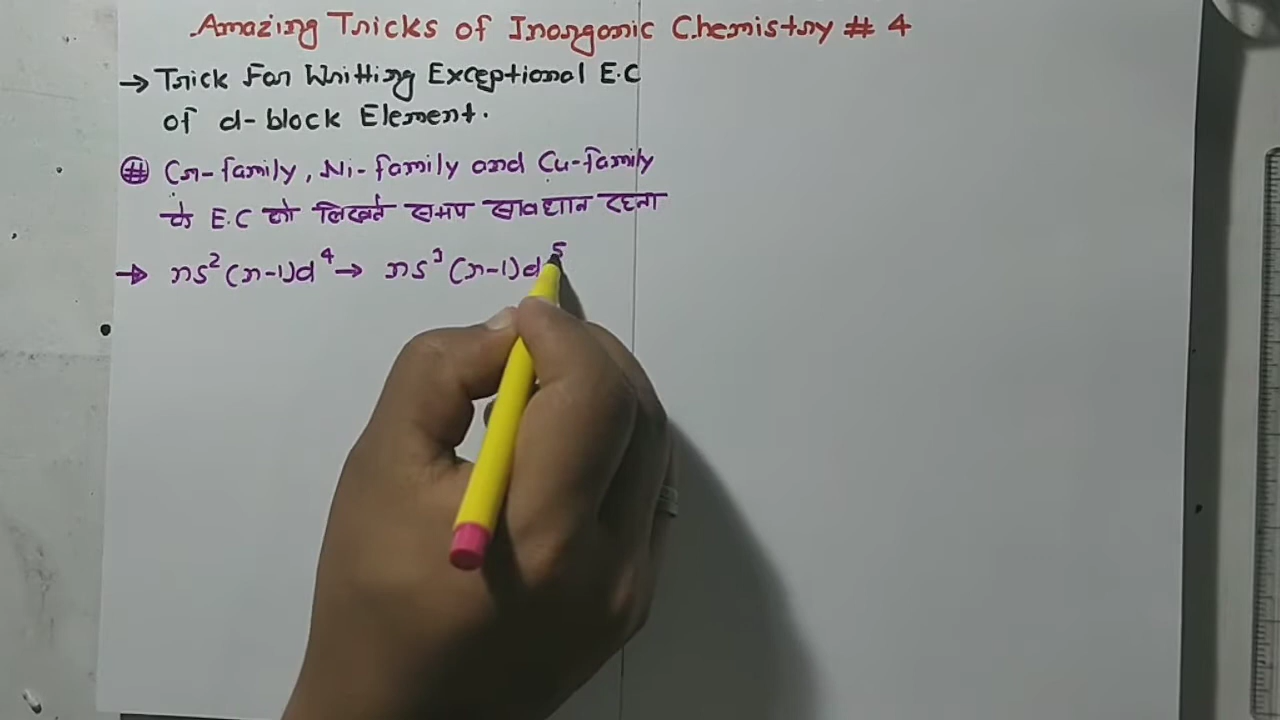 Amazing Tricks of Inorgonic Chemistry # 4
→ Trick For Writting Exceptional E.C
of d-block Element.
# Cr-family, Ni-family and Cu-family
के E.C को लिखते समय सावधान रहना
→ ns² (n-1)d⁴ → ns¹ (n-1)d⁵